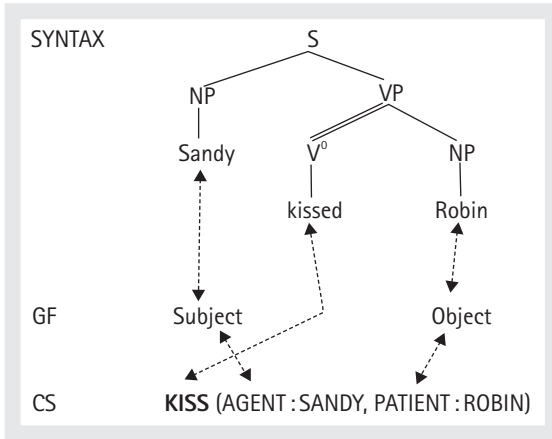 SYNTAX S
NP VP
Sandy V⁰ NP
kissed Robin
GF Subject Object
CS KISS (AGENT : SANDY, PATIENT : ROBIN)